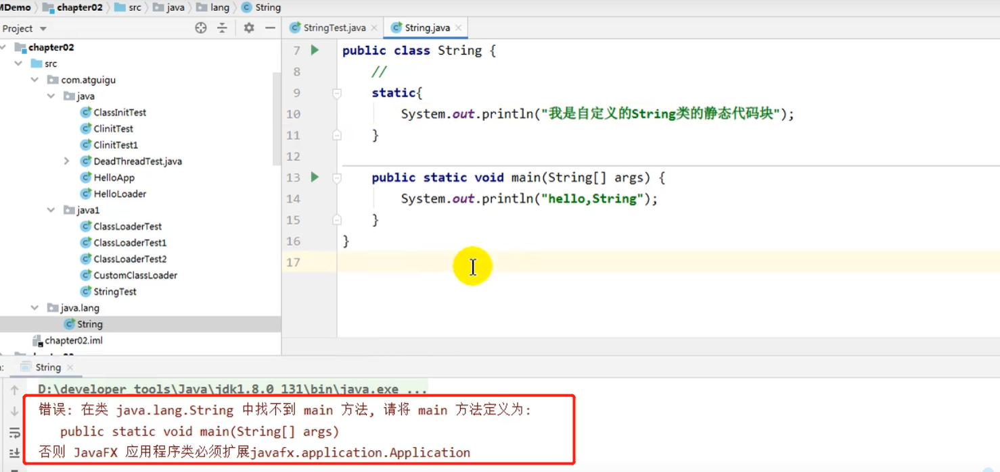 MDemo chapter02 src java lang String
Project
StringTest.java String.java
chapter02
src
com.atguigu
java
ClassInitTest
ClinitTest
ClinitTest1
DeadThreadTest.java
HelloApp
HelloLoader
java1
ClassLoaderTest
ClassLoaderTest1
ClassLoaderTest2
CustomClassLoader
StringTest
java.lang
String
chapter02.iml
7 public class String {
8 //
9 static{
10 System.out.println("我是自定义的String类的静态代码块");
11 }
12
13 public static void main(String[] args) {
14 System.out.println("hello,String");
15 }
16 }
17
String
D:\developer_tools\Java\jdk1.8.0_131\bin\java.exe ...
错误: 在类 java.lang.String 中找不到 main 方法, 请将 main 方法定义为:
public static void main(String[] args)
否则 JavaFX 应用程序类必须扩展javafx.application.Application